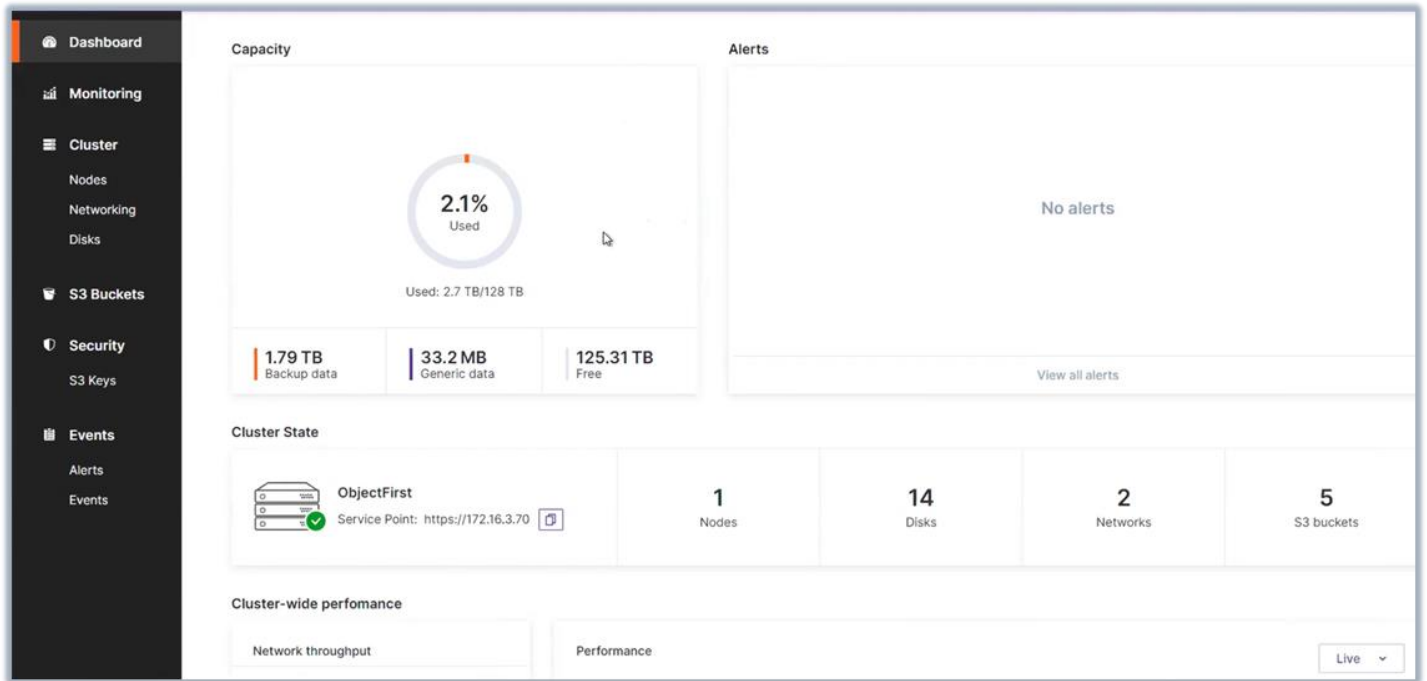 Dashboard
Monitoring
Cluster
Nodes
Networking
Disks
S3 Buckets
Security
S3 Keys
Events
Alerts
Events
Capacity
2.1%
Used
Used: 2.7 TB/128 TB
1.79 TB
Backup data
33.2 MB
Generic data
125.31 TB
Free
Alerts
No alerts
View all alerts
Cluster State
ObjectFirst
Service Point: https://172.16.3.70
1
Nodes
14
Disks
2
Networks
5
S3 buckets
Cluster-wide perfomance
Network throughput
Performance
Live